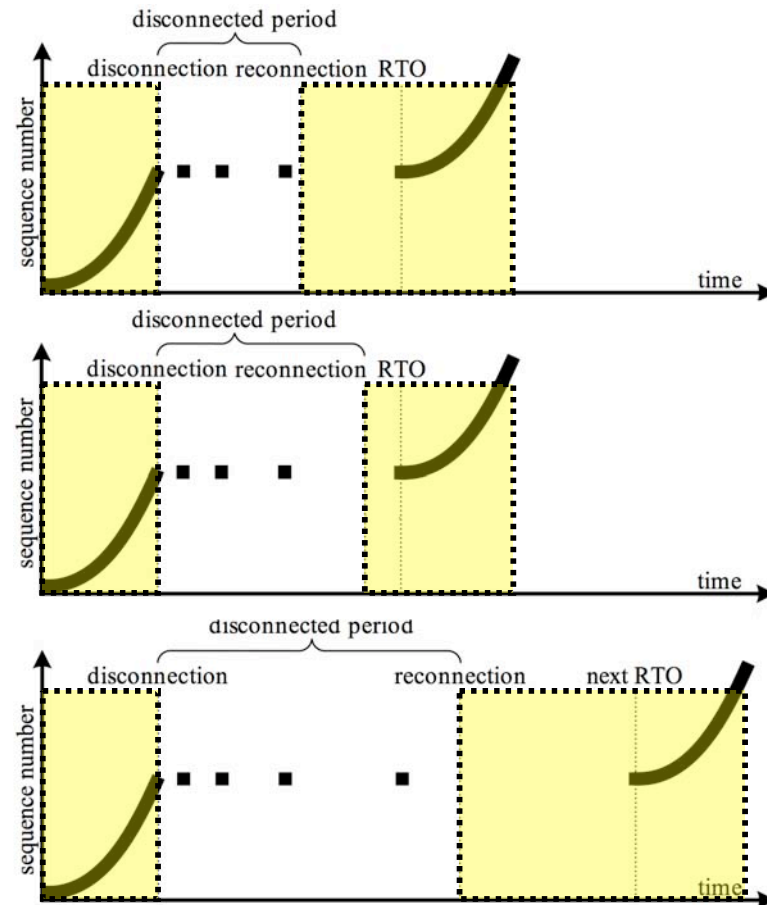 disconnected period
disconnection reconnection RTO
sequence number
time
disconnected period
disconnection reconnection RTO
sequence number
time
disconnected period
disconnection reconnection next RTO
sequence number
time